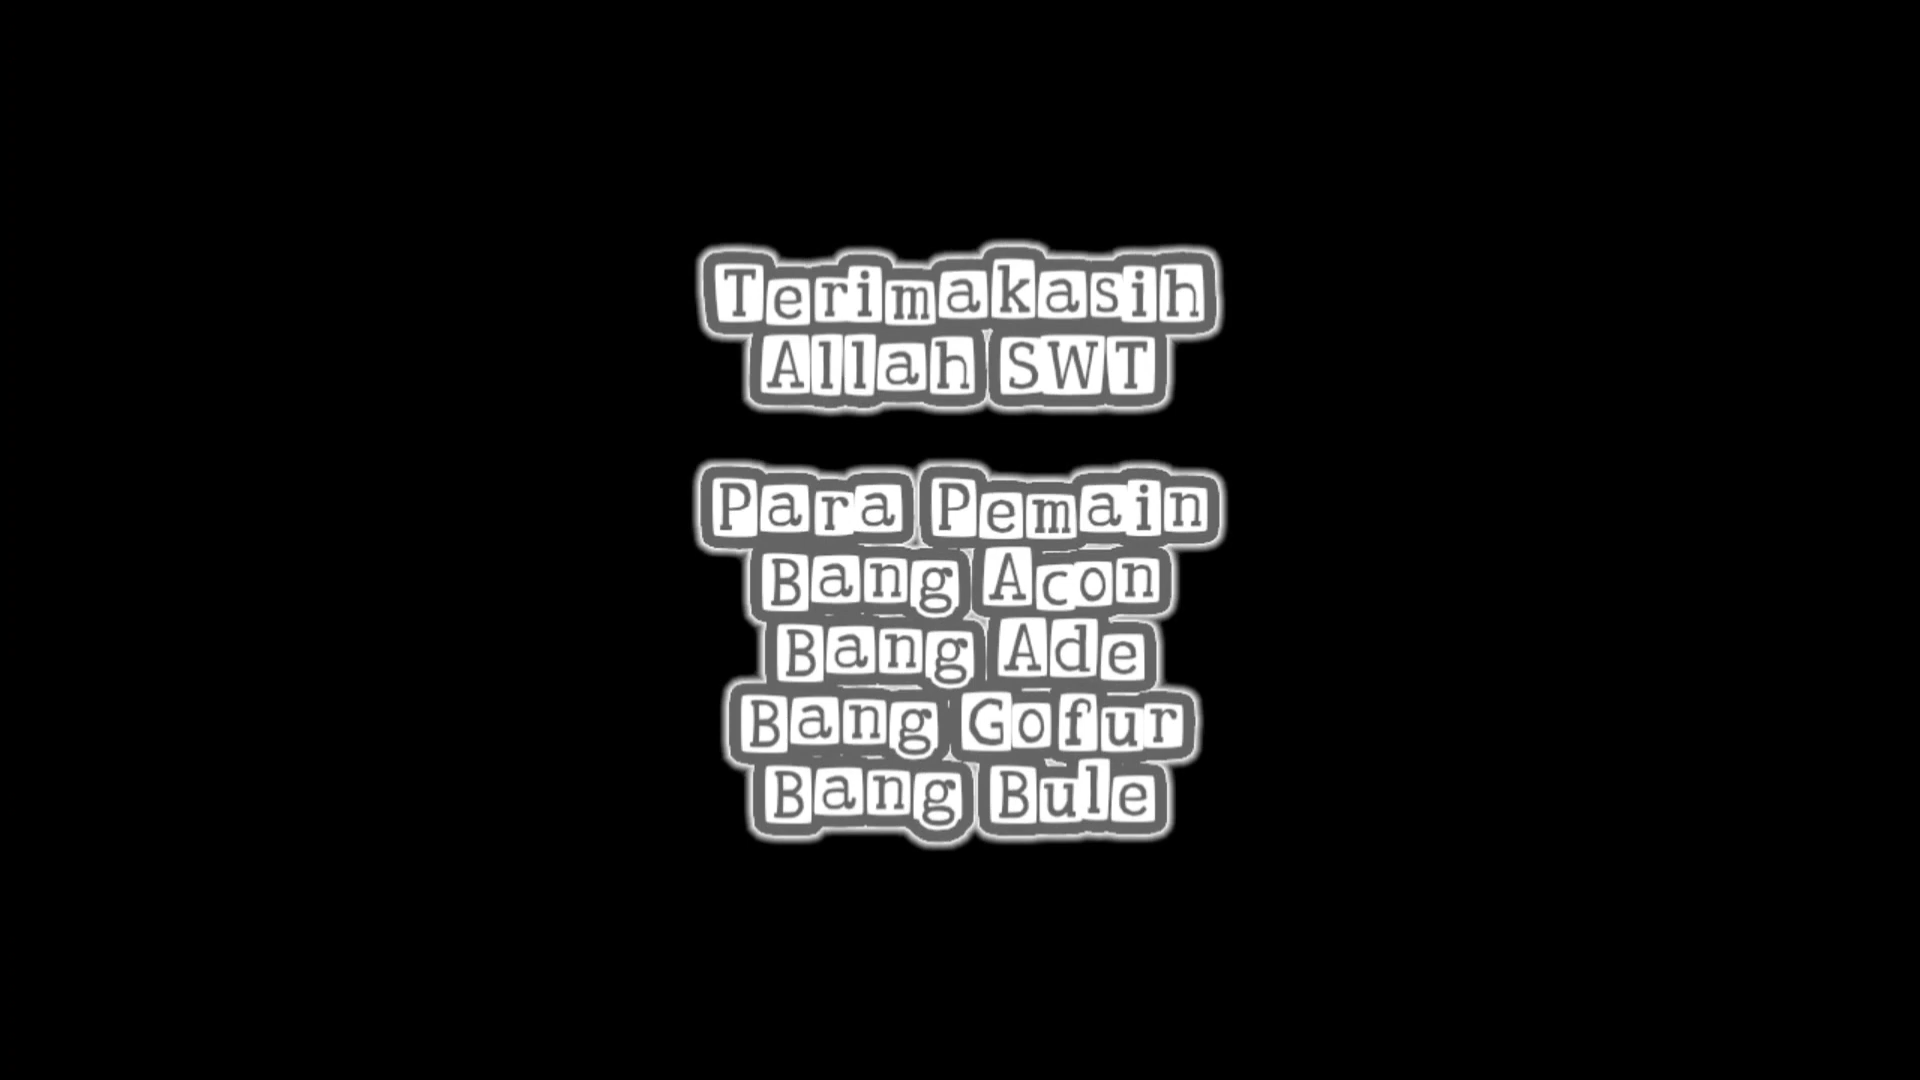 Terimakasih
Allah SWT
Para Pemain
Bang Acon
Bang Ade
Bang Gofur
Bang Bule